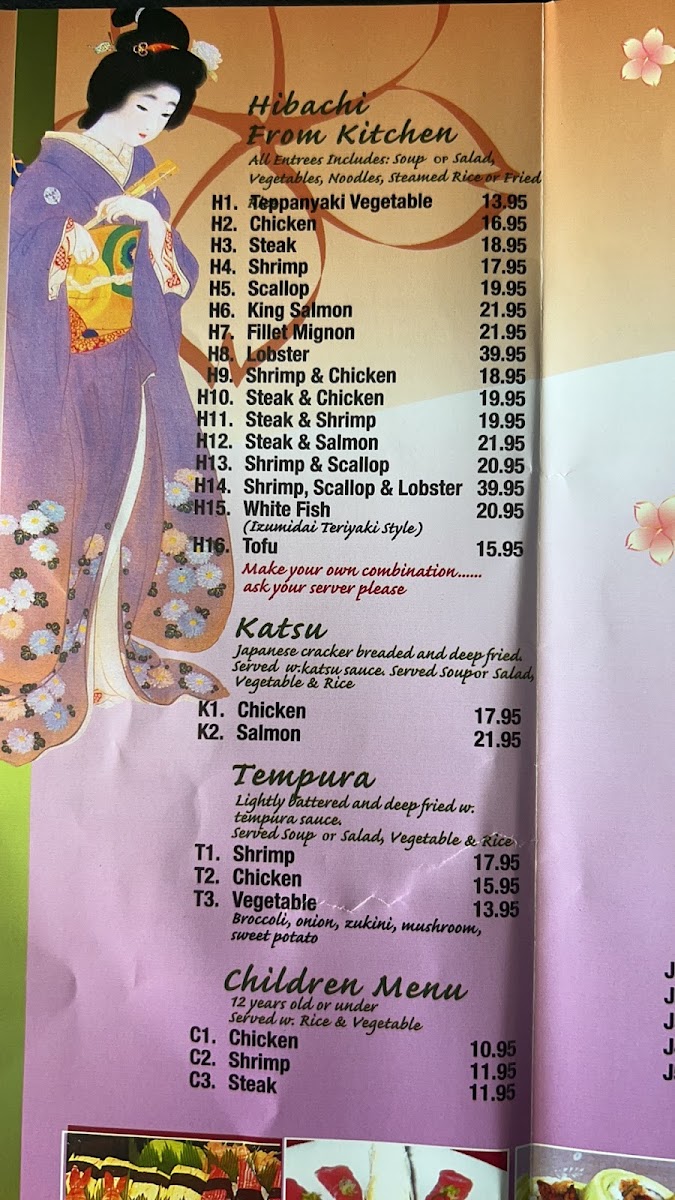 Hibachi
From Kitchen
All Entrees Includes: Soup or Salad,
Vegetables, Noodles, Steamed Rice or Fried
H1. Teppanyaki Vegetable 13.95
H2. Chicken 16.95
H3. Steak 18.95
H4. Shrimp 17.95
H5. Scallop 19.95
H6. King Salmon 21.95
H7. Fillet Mignon 21.95
H8. Lobster 39.95
H9. Shrimp & Chicken 18.95
H10. Steak & Chicken 19.95
H11. Steak & Shrimp 19.95
H12. Steak & Salmon 21.95
H13. Shrimp & Scallop 20.95
H14. Shrimp, Scallop & Lobster 39.95
H15. White Fish 20.95
(Izumidai Teriyaki Style)
H16. Tofu 15.95
Make your own combination......
ask your server please
Katsu
Japanese cracker breaded and deep fried.
Served w.katsu sauce. Served Soup or Salad,
Vegetable & Rice
K1. Chicken 17.95
K2. Salmon 21.95
Tempura
Lightly battered and deep fried w.
tempura sauce.
Served Soup or Salad, Vegetable & Rice
T1. Shrimp 17.95
T2. Chicken 15.95
T3. Vegetable 13.95
Broccoli, onion, zukini, mushroom,
sweet potato
Children Menu
12 years old or under
Served w. Rice & Vegetable
C1. Chicken 10.95
C2. Shrimp 11.95
C3. Steak 11.95